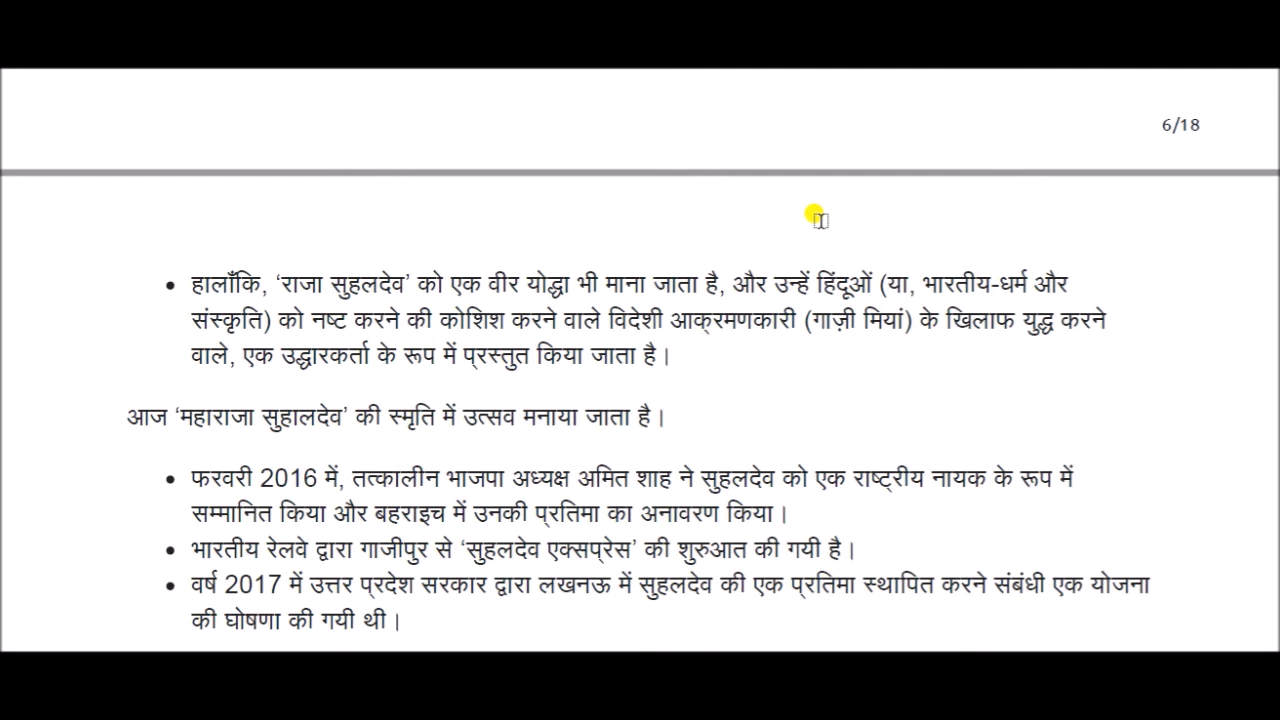 6/18
• हालाँकि, ‘राजा सुहलदेव’ को एक वीर योद्धा भी माना जाता है, और उन्हें हिंदूओं (या, भारतीय-धर्म और
संस्कृति) को नष्ट करने की कोशिश करने वाले विदेशी आक्रमणकारी (गाज़ी मियां) के खिलाफ युद्ध करने
वाले, एक उद्धारकर्ता के रूप में प्रस्तुत किया जाता है।
आज ‘महाराजा सुहालदेव’ की स्मृति में उत्सव मनाया जाता है।
• फरवरी 2016 में, तत्कालीन भाजपा अध्यक्ष अमित शाह ने सुहलदेव को एक राष्ट्रीय नायक के रूप में
सम्मानित किया और बहराइच में उनकी प्रतिमा का अनावरण किया।
• भारतीय रेलवे द्वारा गाजीपुर से ‘सुहलदेव एक्सप्रेस’ की शुरुआत की गयी है।
• वर्ष 2017 में उत्तर प्रदेश सरकार द्वारा लखनऊ में सुहलदेव की एक प्रतिमा स्थापित करने संबंधी एक योजना
की घोषणा की गयी थी।